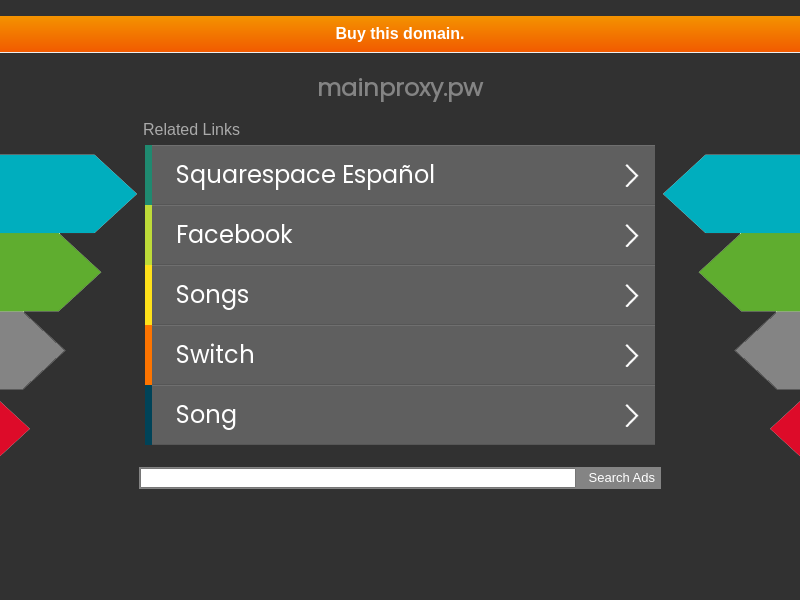 Buy this domain.
mainproxy.pw
Related Links
Squarespace Español
Facebook
Songs
Switch
Song
Search Ads